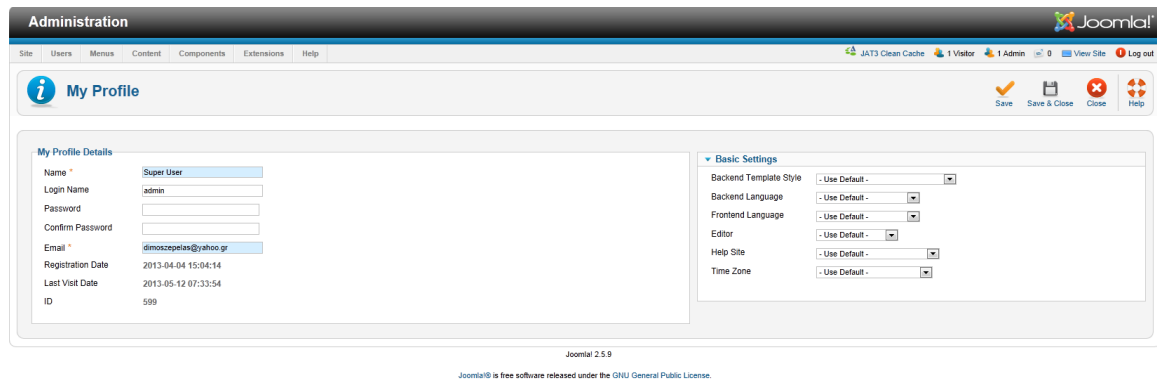 Administration
Joomla!
Site Users Menus Content Components Extensions Help
JAT3 Clean Cache 1 Visitor 1 Admin 0 View Site Log out
My Profile
Save Save & Close Close Help
My Profile Details
Name * Super User
Login Name admin
Password
Confirm Password
Email * dimoszepelas@yahoo.gr
Registration Date 2013-04-04 15:04:14
Last Visit Date 2013-05-12 07:33:54
ID 599
Basic Settings
Backend Template Style - Use Default -
Backend Language - Use Default -
Frontend Language - Use Default -
Editor - Use Default -
Help Site - Use Default -
Time Zone - Use Default -
Joomla! 2.5.9
Joomla!® is free software released under the GNU General Public License.